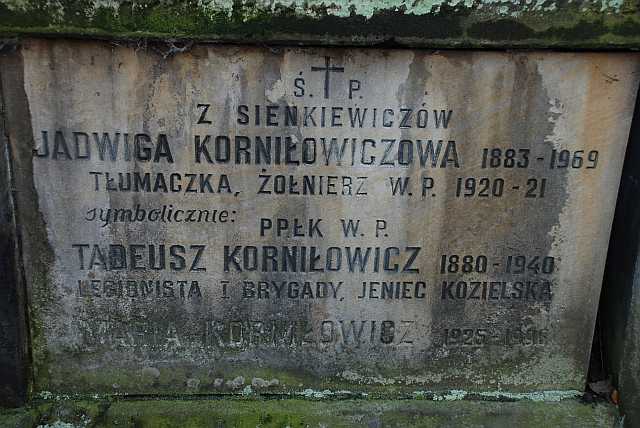 Ś. P.
Z SIENKIEWICZÓW
JADWIGA KORNIŁOWICZOWA 1883-1969
TŁUMACZKA, ŻOŁNIERZ W.P. 1920-21
symbolicznie:
PPŁK W.P.
TADEUSZ KORNIŁOWICZ 1880-1940
LEGIONISTA I BRYGADY, JENIEC KOZIELSKA
MARIA KORNIŁOWICZ